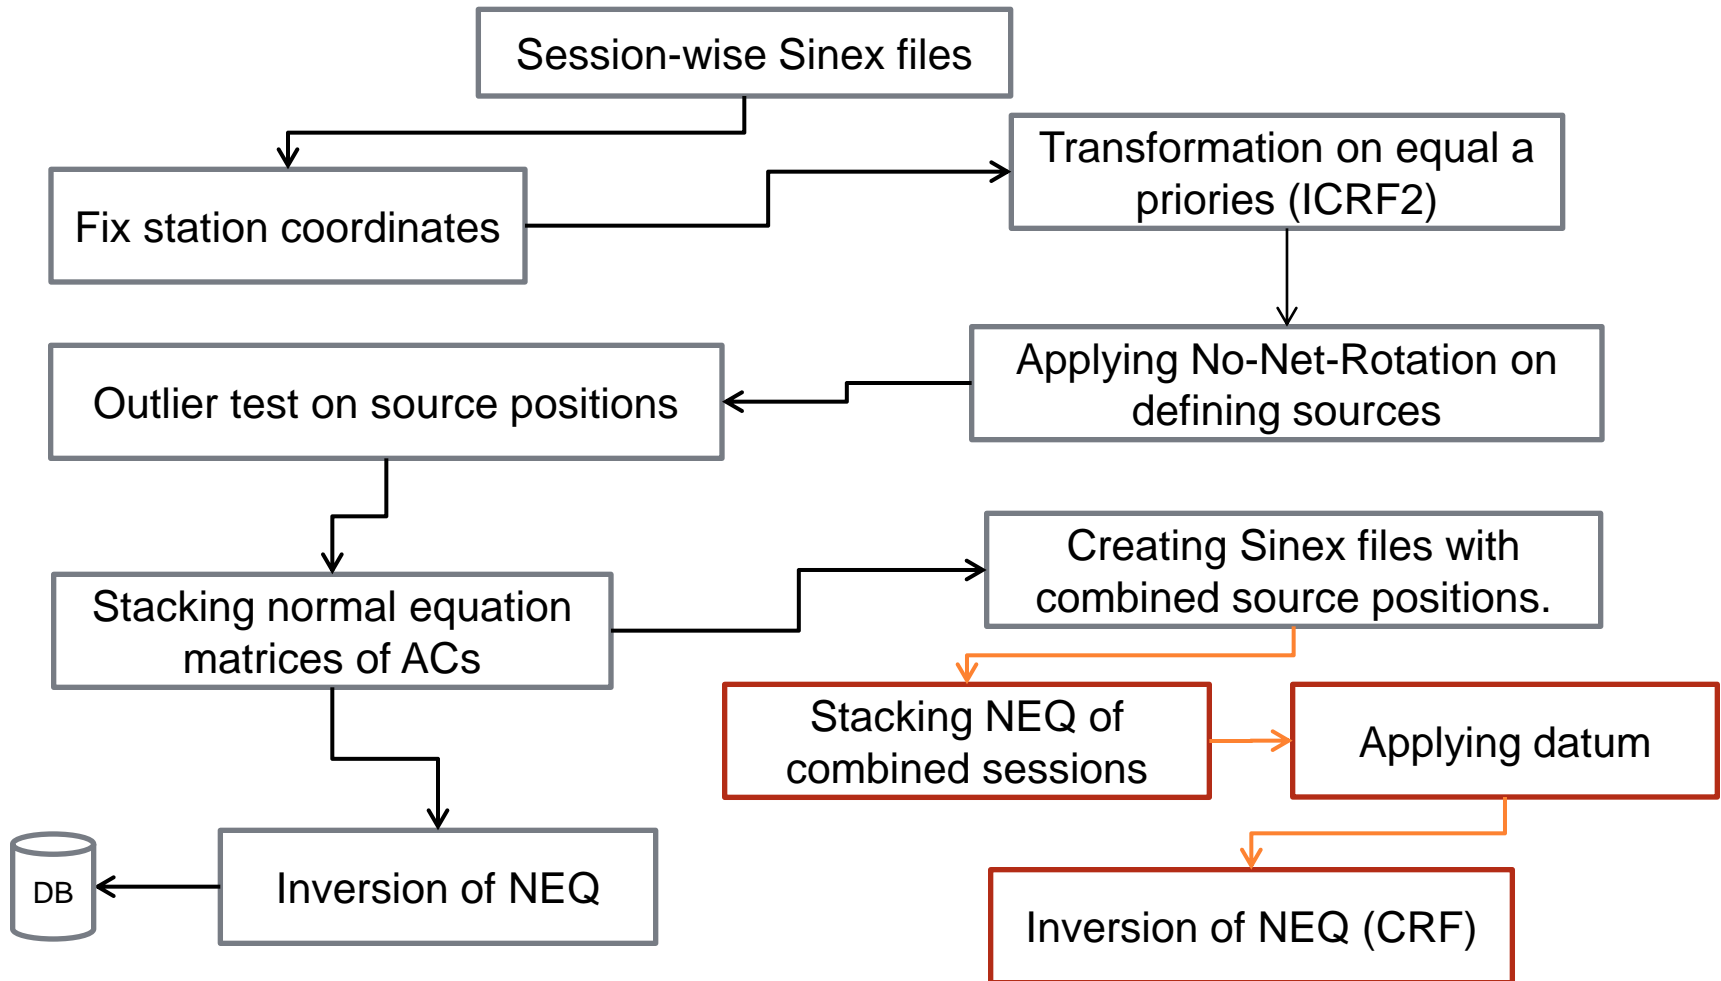 Session-wise Sinex files
Transformation on equal a
priories (ICRF2)
Fix station coordinates
Applying No-Net-Rotation on
defining sources
Outlier test on source positions
Creating Sinex files with
combined source positions.
Stacking normal equation
matrices of ACs
Stacking NEQ of
combined sessions
Applying datum
Inversion of NEQ
DB
Inversion of NEQ (CRF)